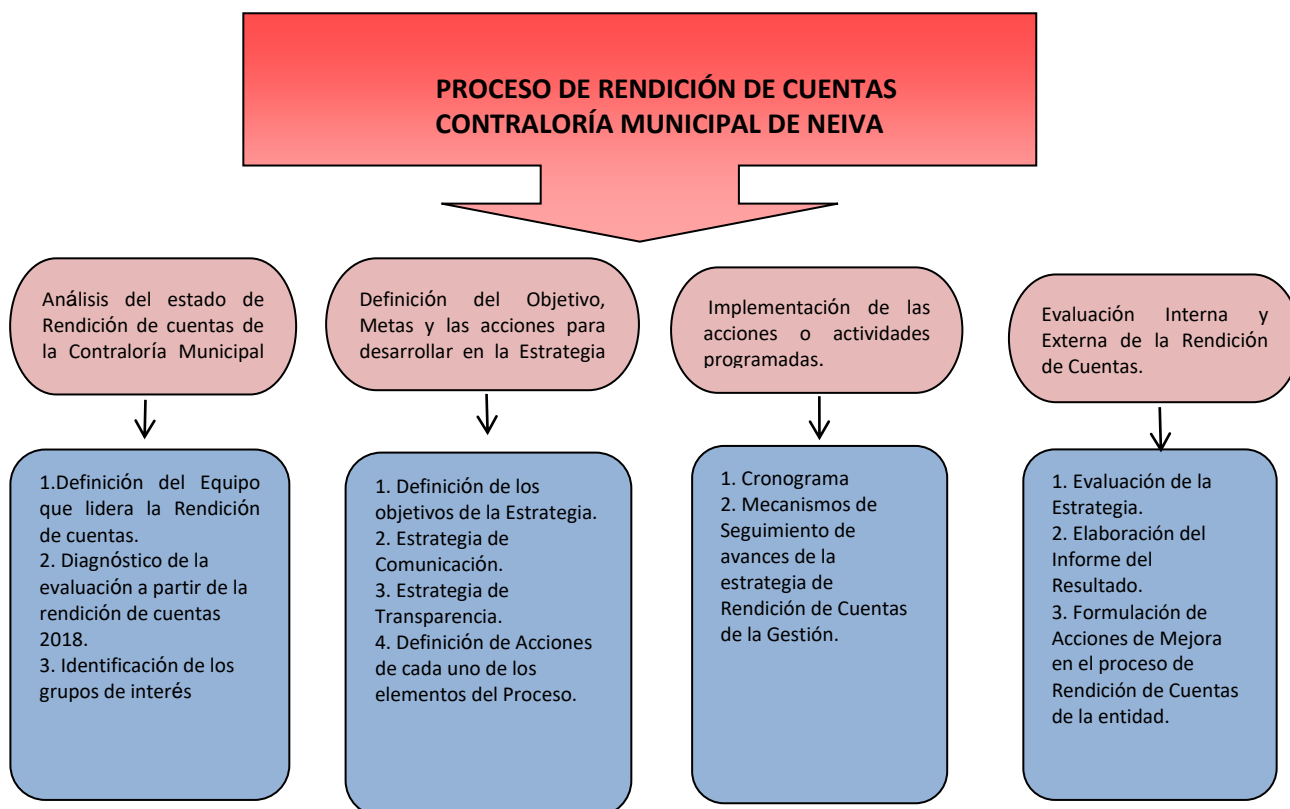 PROCESO DE RENDICIÓN DE CUENTAS
CONTRALORÍA MUNICIPAL DE NEIVA
Análisis del estado de
Rendición de cuentas de
la Contraloría Municipal
1.Definición del Equipo
que lidera la Rendición
de cuentas.
2. Diagnóstico de la
evaluación a partir de la
rendición de cuentas
2018.
3. Identificación de los
grupos de interés
Definición del Objetivo,
Metas y las acciones para
desarrollar en la Estrategia
1. Definición de los
objetivos de la Estrategia.
2. Estrategia de
Comunicación.
3. Estrategia de
Transparencia.
4. Definición de Acciones
de cada uno de los
elementos del Proceso.
Implementación de las
acciones o actividades
programadas.
1. Cronograma
2. Mecanismos de
Seguimiento de
avances de la
estrategia de
Rendición de Cuentas
de la Gestión.
Evaluación Interna y
Externa de la Rendición
de Cuentas.
1. Evaluación de la
Estrategia.
2. Elaboración del
Informe del
Resultado.
3. Formulación de
Acciones de Mejora
en el proceso de
Rendición de Cuentas
de la entidad.